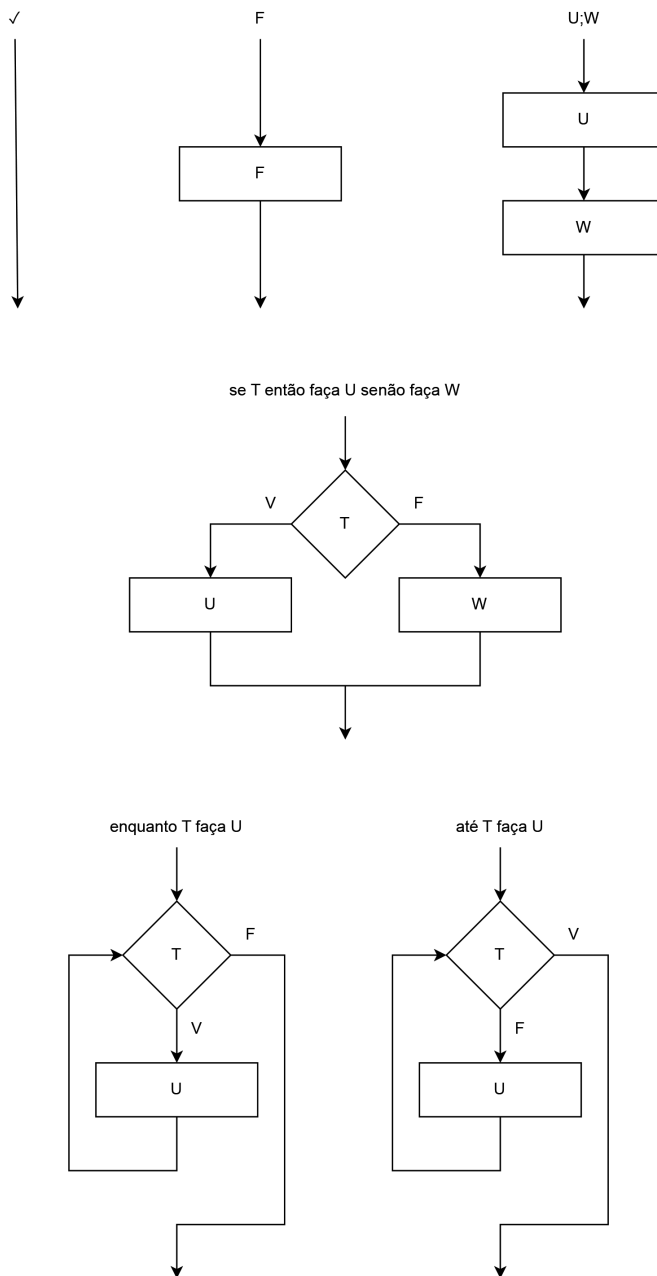 ✓
F
U;W
F
U
W
se T então faça U senão faça W
V
F
T
U
W
enquanto T faça U
até T faça U
F
V
T
T
V
F
U
U